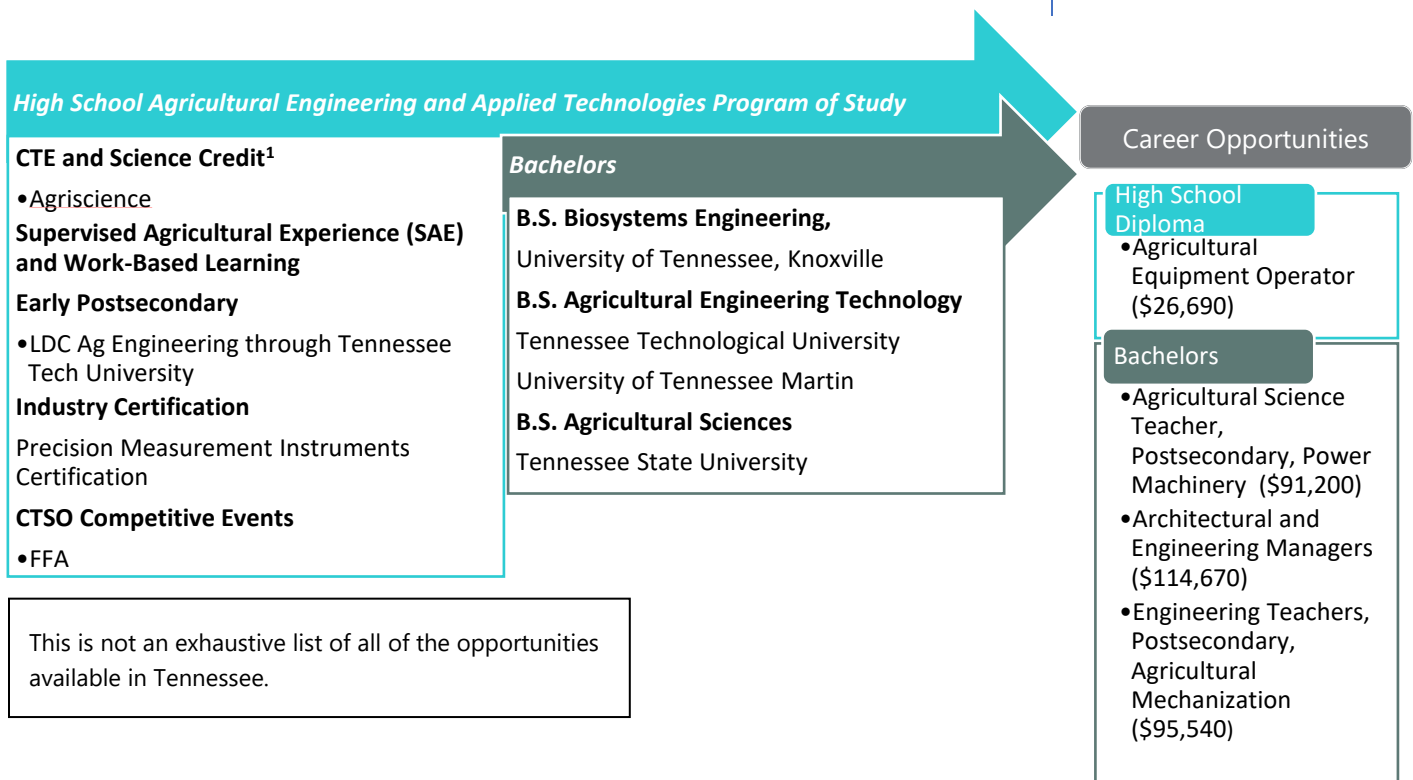 High School Agricultural Engineering and Applied Technologies Program of Study
CTE and Science Credit¹
•Agriscience
Supervised Agricultural Experience (SAE)
and Work-Based Learning
Early Postsecondary
•LDC Ag Engineering through Tennessee
Tech University
Industry Certification
Precision Measurement Instruments
Certification
CTSO Competitive Events
•FFA
Bachelors
B.S. Biosystems Engineering,
University of Tennessee, Knoxville
B.S. Agricultural Engineering Technology
Tennessee Technological University
University of Tennessee Martin
B.S. Agricultural Sciences
Tennessee State University
Career Opportunities
High School
Diploma
•Agricultural
Equipment Operator
($26,690)
Bachelors
•Agricultural Science
Teacher,
Postsecondary, Power
Machinery ($91,200)
•Architectural and
Engineering Managers
($114,670)
•Engineering Teachers,
Postsecondary,
Agricultural
Mechanization
($95,540)
This is not an exhaustive list of all of the opportunities
available in Tennessee.